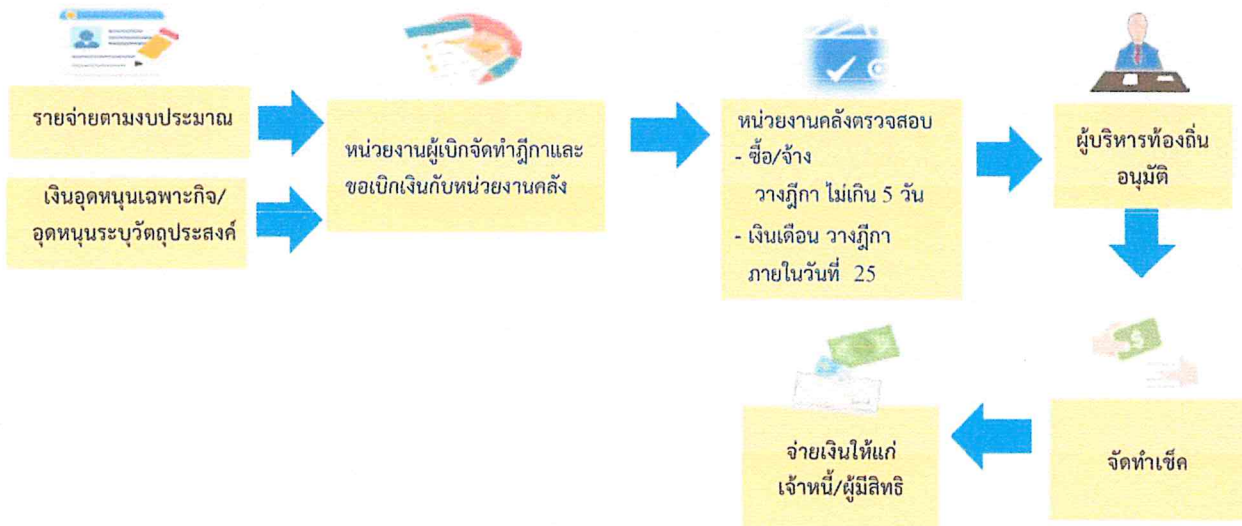 รายจ่ายตามงบประมาณ
เงินอุดหนุนเฉพาะกิจ/
อุดหนุนระบุวัตถุประสงค์
หน่วยงานผู้เบิกจัดทำฎีกาและ
ขอเบิกเงินกับหน่วยงานคลัง
หน่วยงานคลังตรวจสอบ
- ซื้อ/จ้าง
วางฎีกา ไม่เกิน 5 วัน
- เงินเดือน วางฎีกา
ภายในวันที่ 25
ผู้บริหารท้องถิ่น
อนุมัติ
จัดทำเช็ค
จ่ายเงินให้แก่
เจ้าหนี้/ผู้มีสิทธิ